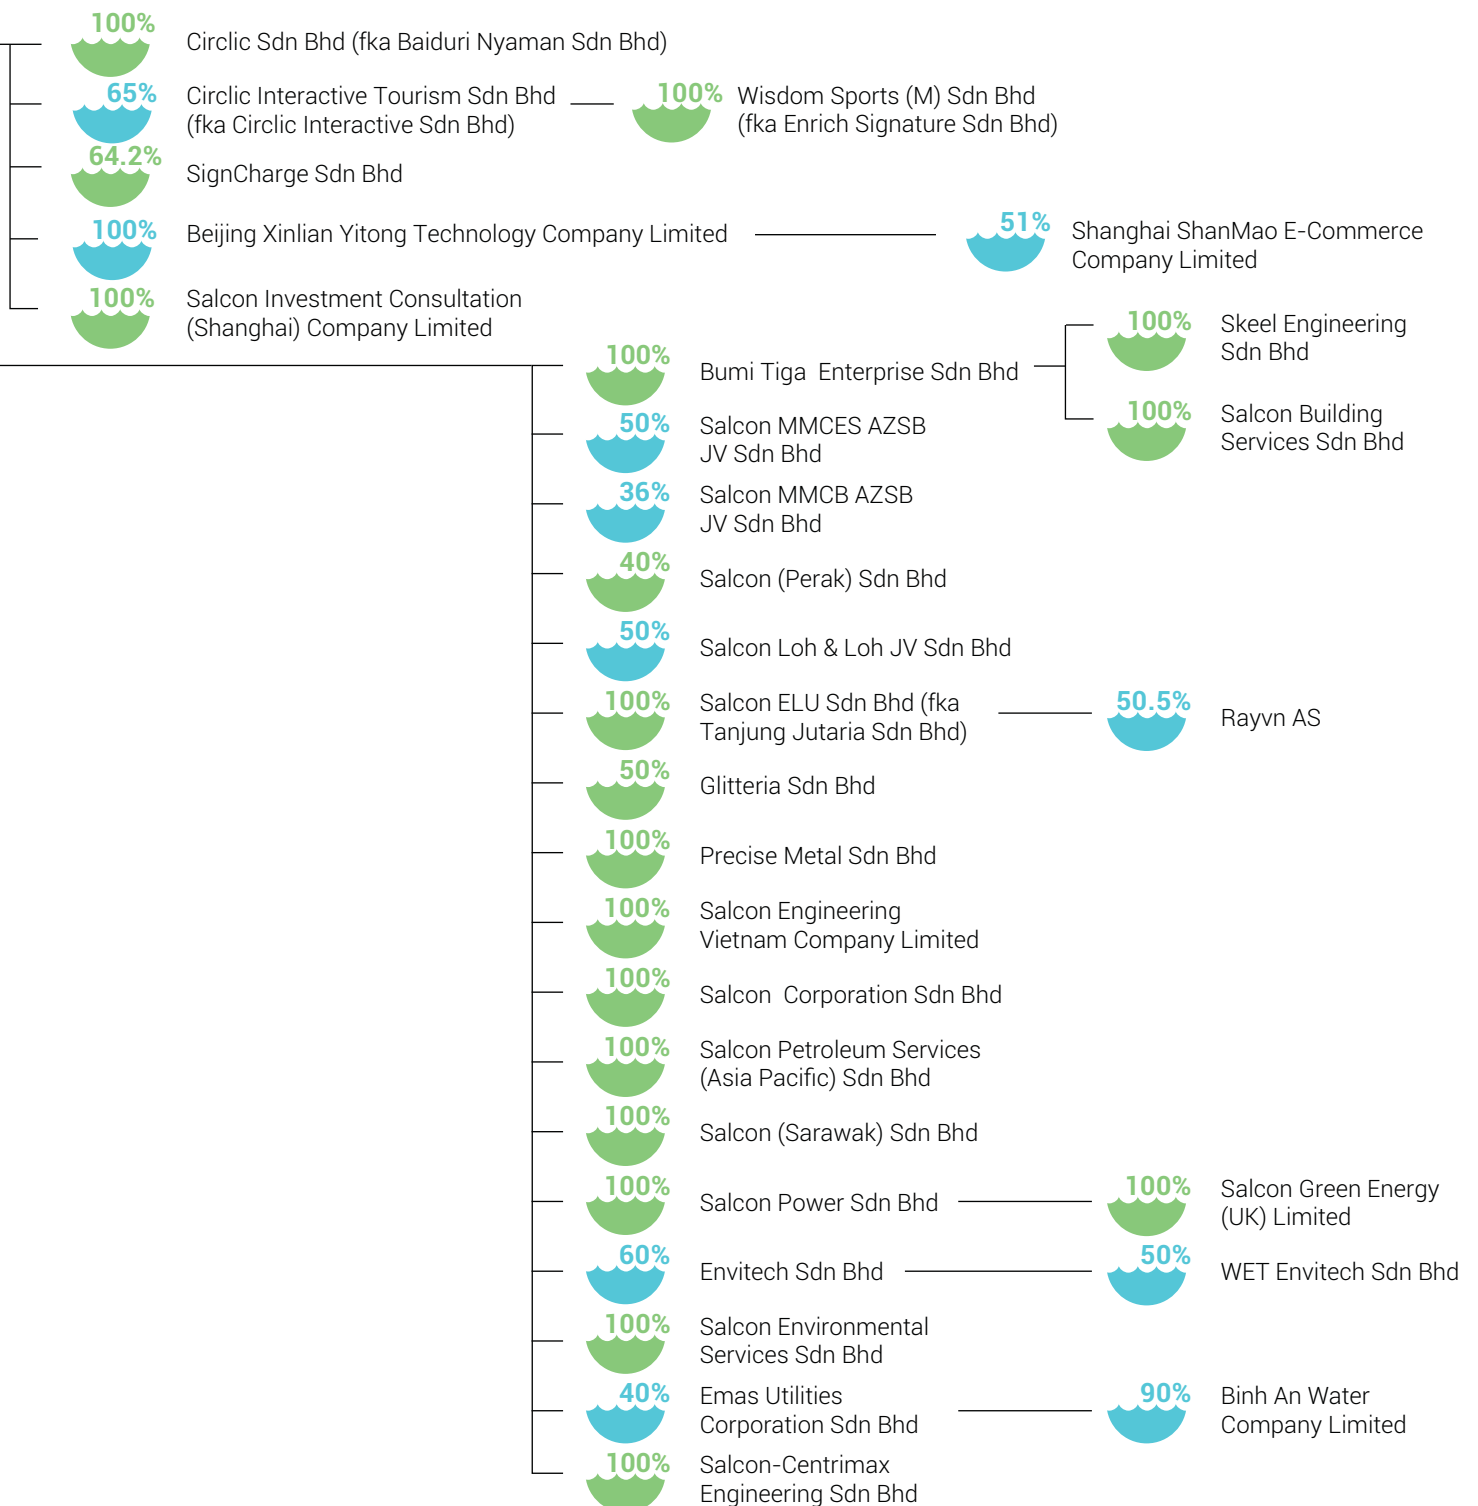 100%
Circlic Sdn Bhd (fka Baiduri Nyaman Sdn Bhd)
65%
Circlic Interactive Tourism Sdn Bhd
(fka Circlic Interactive Sdn Bhd)
100%
Wisdom Sports (M) Sdn Bhd
(fka Enrich Signature Sdn Bhd)
64.2%
SignCharge Sdn Bhd
100%
Beijing Xinlian Yitong Technology Company Limited
51%
Shanghai ShanMao E-Commerce
Company Limited
100%
Salcon Investment Consultation
(Shanghai) Company Limited
100%
Bumi Tiga Enterprise Sdn Bhd
100%
Skeel Engineering
Sdn Bhd
100%
Salcon Building
Services Sdn Bhd
50%
Salcon MMCES AZSB
JV Sdn Bhd
36%
Salcon MMCB AZSB
JV Sdn Bhd
40%
Salcon (Perak) Sdn Bhd
50%
Salcon Loh & Loh JV Sdn Bhd
100%
Salcon ELU Sdn Bhd (fka
Tanjung Jutaria Sdn Bhd)
50.5%
Rayvn AS
50%
Glitteria Sdn Bhd
100%
Precise Metal Sdn Bhd
100%
Salcon Engineering
Vietnam Company Limited
100%
Salcon Corporation Sdn Bhd
100%
Salcon Petroleum Services
(Asia Pacific) Sdn Bhd
100%
Salcon (Sarawak) Sdn Bhd
100%
Salcon Power Sdn Bhd
100%
Salcon Green Energy
(UK) Limited
60%
Envitech Sdn Bhd
50%
WET Envitech Sdn Bhd
100%
Salcon Environmental
Services Sdn Bhd
40%
Emas Utilities
Corporation Sdn Bhd
90%
Binh An Water
Company Limited
100%
Salcon-Centrimax
Engineering Sdn Bhd